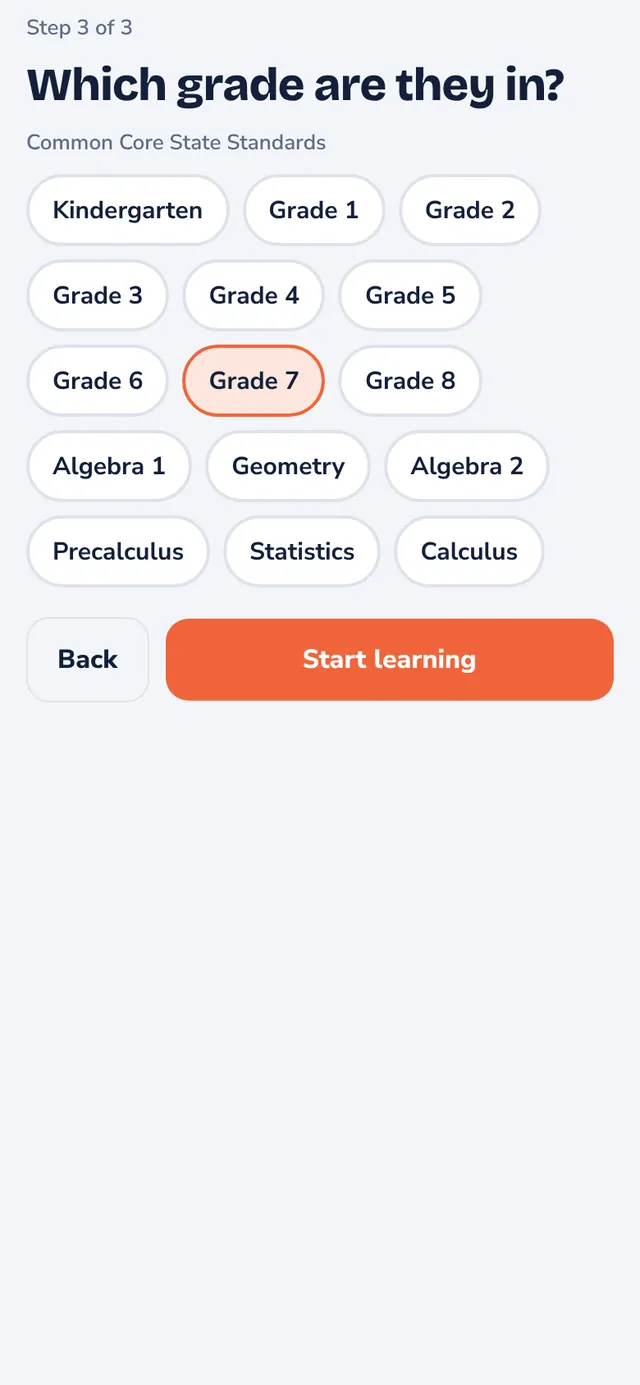 Step 3 of 3
Which grade are they in?
Common Core State Standards
Kindergarten Grade 1 Grade 2
Grade 3 Grade 4 Grade 5
Grade 6 Grade 7 Grade 8
Algebra 1 Geometry Algebra 2
Precalculus Statistics Calculus
Back Start learning